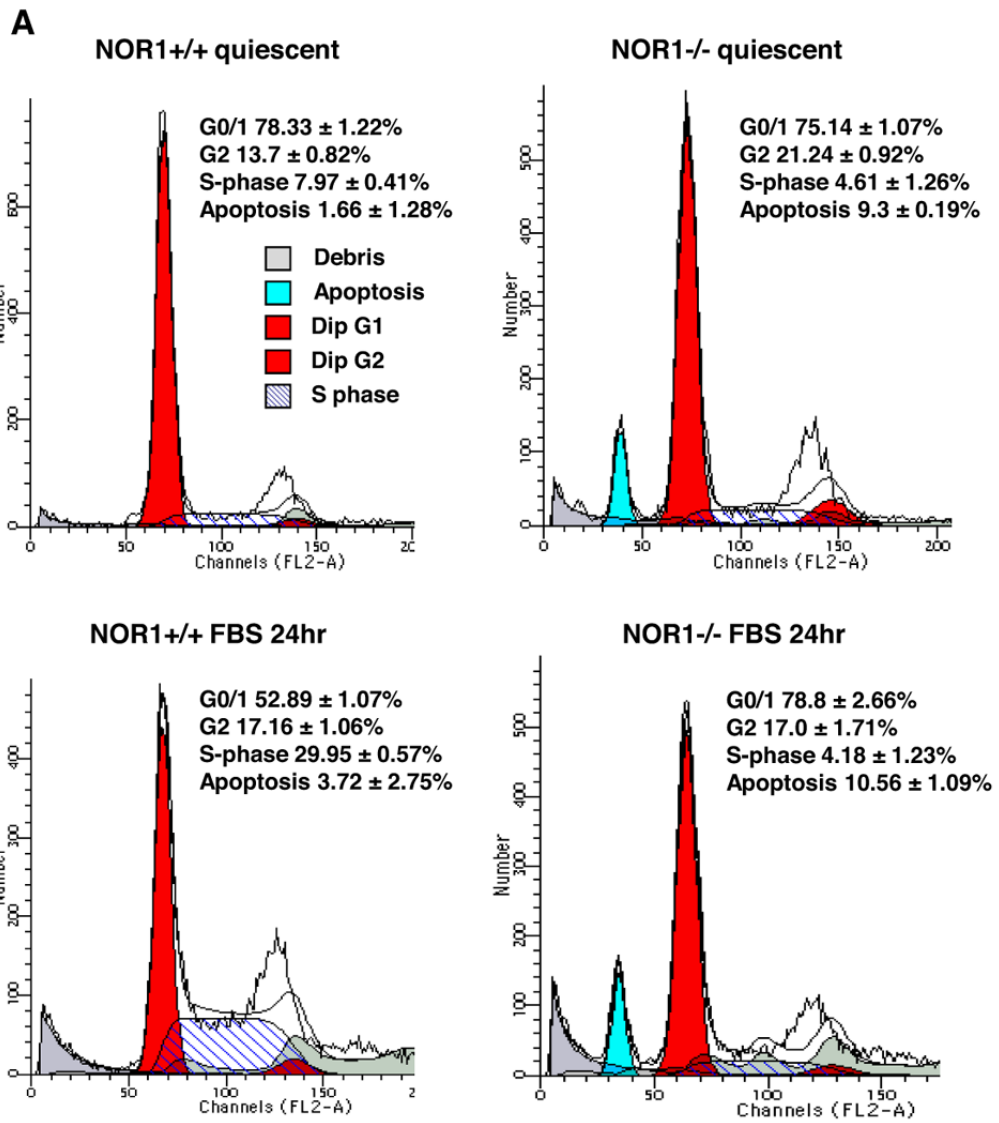 A
NOR1+/+ quiescent
G0/1 78.33 ± 1.22%
G2 13.7 ± 0.82%
S-phase 7.97 ± 0.41%
Apoptosis 1.66 ± 1.28%
Debris
Apoptosis
Dip G1
Dip G2
S phase
600
400
200
0
0 50 100 150
Channels (FL2-A)
NOR1-/- quiescent
G0/1 75.14 ± 1.07%
G2 21.24 ± 0.92%
S-phase 4.61 ± 1.26%
Apoptosis 9.3 ± 0.19%
Number
500
400
300
200
100
0
0 50 100 150 200
Channels (FL2-A)
NOR1+/+ FBS 24hr
G0/1 52.89 ± 1.07%
G2 17.16 ± 1.06%
S-phase 29.95 ± 0.57%
Apoptosis 3.72 ± 2.75%
400
300
200
100
0
0 50 100 150
Channels (FL2-A)
NOR1-/- FBS 24hr
G0/1 78.8 ± 2.66%
G2 17.0 ± 1.71%
S-phase 4.18 ± 1.23%
Apoptosis 10.56 ± 1.09%
Number
500
400
300
200
100
0
0 50 100 150
Channels (FL2-A)